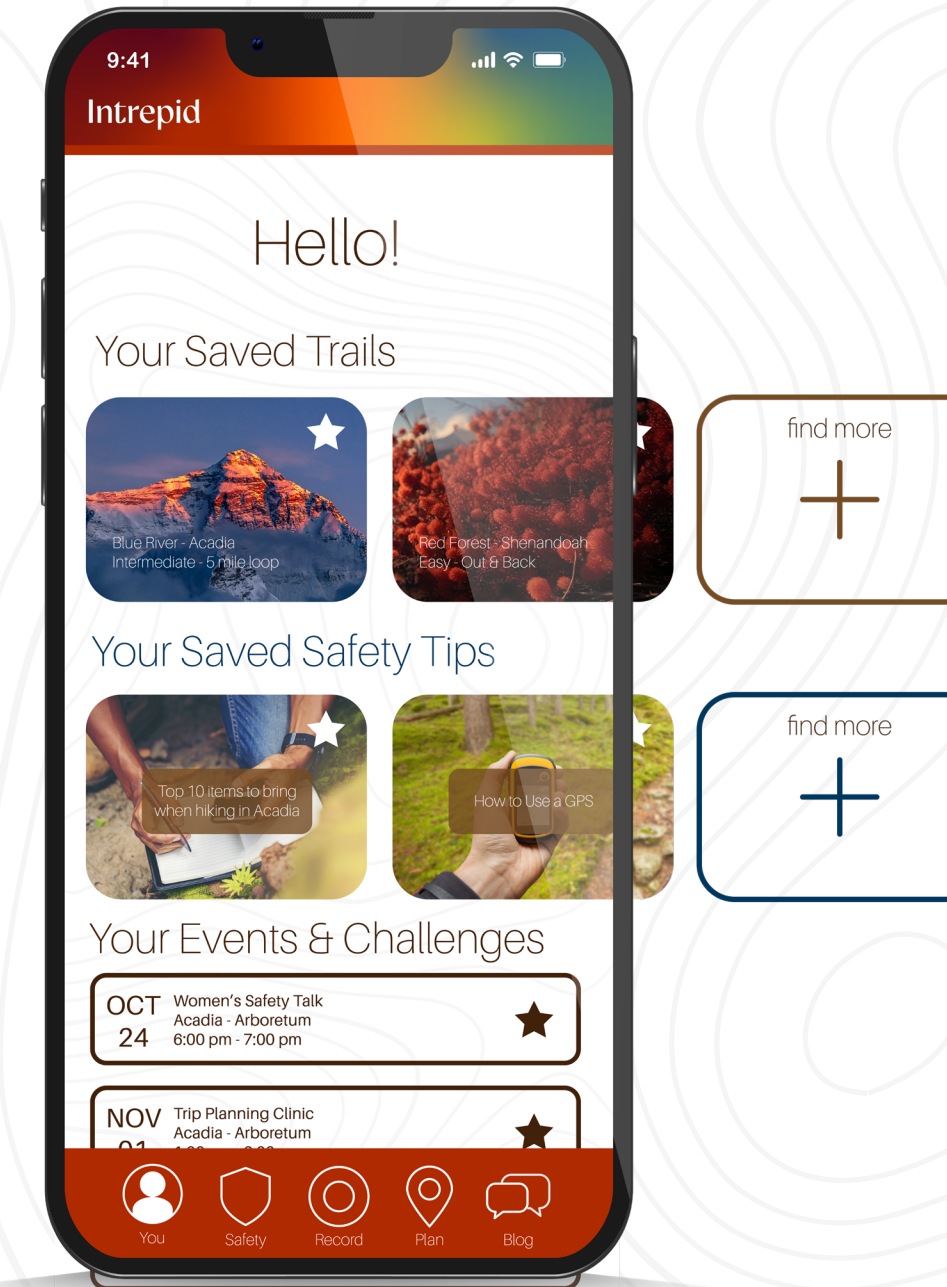 9:41
Intrepid
Hello!
Your Saved Trails
Blue River - Acadia
Intermediate - 5 mile loop
Red Forest - Shenandoah
Easy - Out & Back
find more
Your Saved Safety Tips
Top 10 items to bring
when hiking in Acadia
How to Use a GPS
find more
Your Events & Challenges
OCT
24
Women's Safety Talk
Acadia - Arboretum
6:00 pm - 7:00 pm
NOV
Trip Planning Clinic
Acadia - Arboretum
You
Safety
Record
Plan
Blog